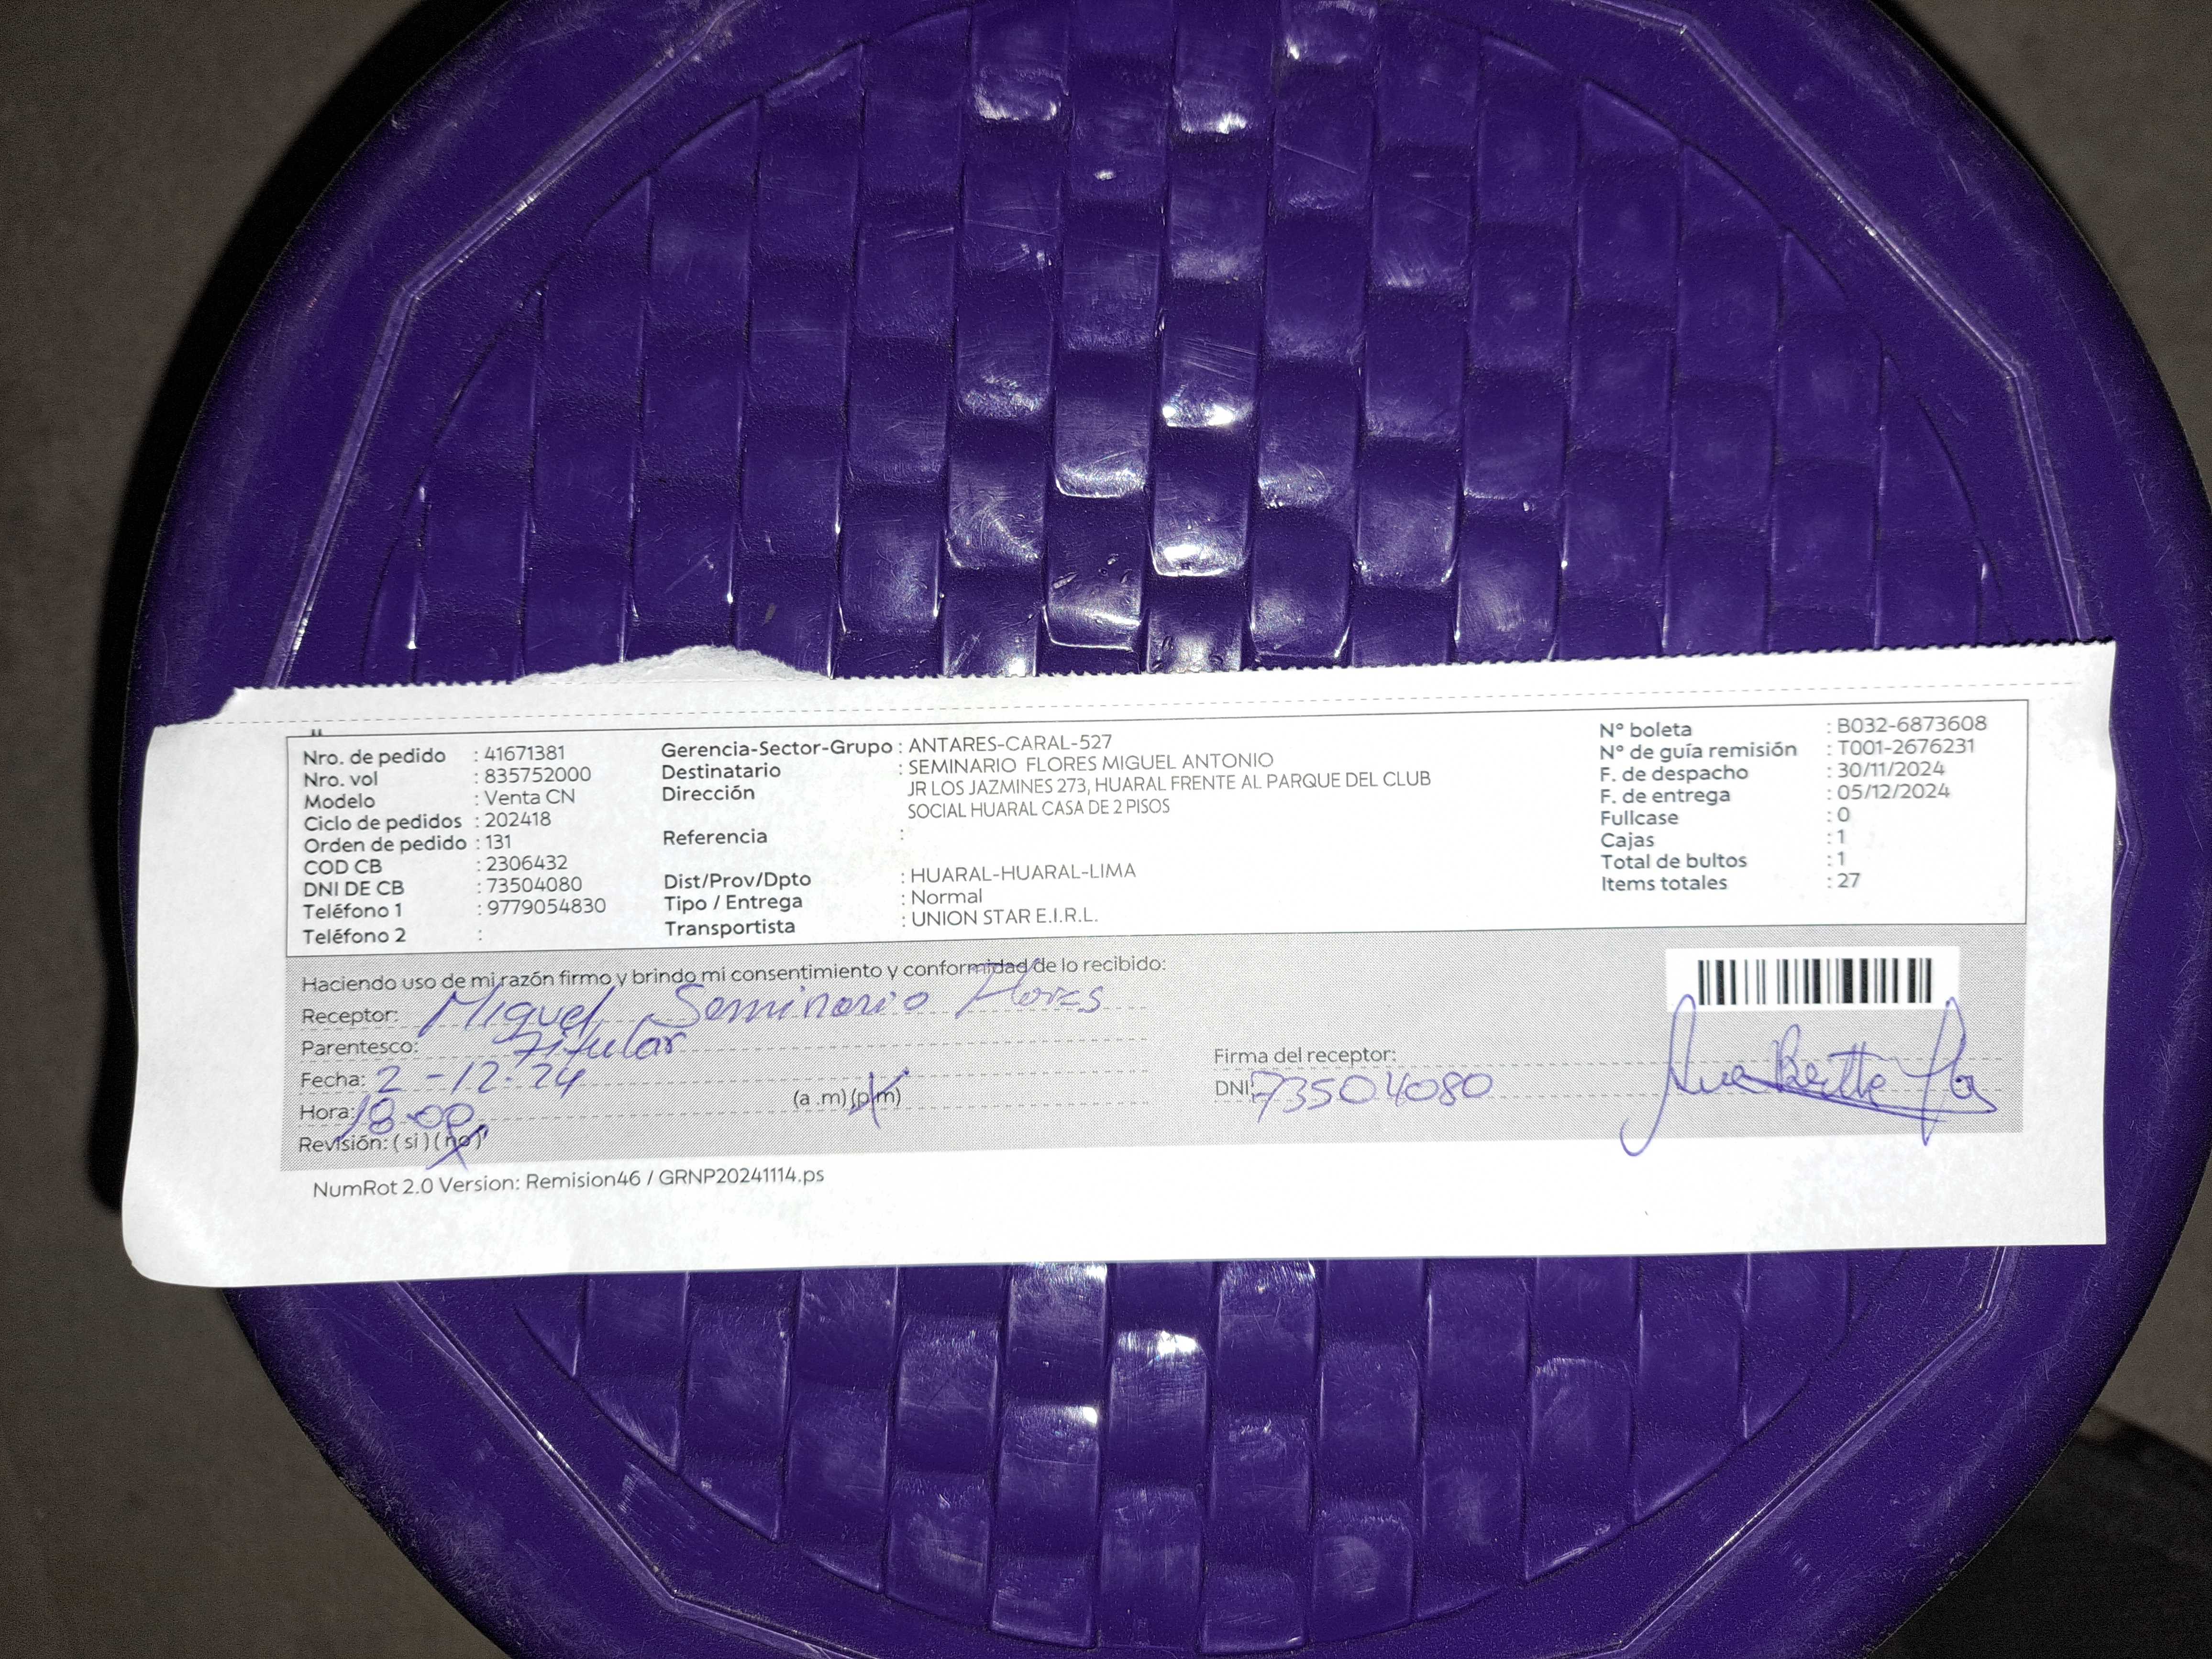 Nro. de pedido : 41671381
Nro. vol : 835752000
Modelo : Venta CN
Ciclo de pedidos : 202418
Orden de pedido : 131
COD CB : 2306432
DNI DE CB : 73504080
Teléfono 1 : 9779054830
Teléfono 2 :
Gerencia-Sector-Grupo : ANTARES-CARAL-527
Destinatario : SEMINARIO FLORES MIGUEL ANTONIO
Dirección JR LOS JAZMINES 273, HUARAL FRENTE AL PARQUE DEL CLUB
SOCIAL HUARAL CASA DE 2 PISOS
Referencia :
Dist/Prov/Dpto : HUARAL-HUARAL-LIMA
Tipo / Entrega : Normal
Transportista : UNION STAR E.I.R.L.
N° boleta : B032-6873608
N° de guía remisión : T001-2676231
F. de despacho : 30/11/2024
F. de entrega : 05/12/2024
Fullcase : 0
Cajas : 1
Total de bultos : 1
Items totales : 27
Haciendo uso de mi razón firmo y brindo mi consentimiento y conformidad de lo recibido:
Receptor: Miguel Seminario Flores
Parentesco: Titular
Fecha: 2-12-24
Hora: 18:00 (a .m) (p.m)
Revisión: ( si ) ( no )
Firma del receptor:
DNI: 73504080
NumRot 2.0 Version: Remision46 / GRNP20241114.ps